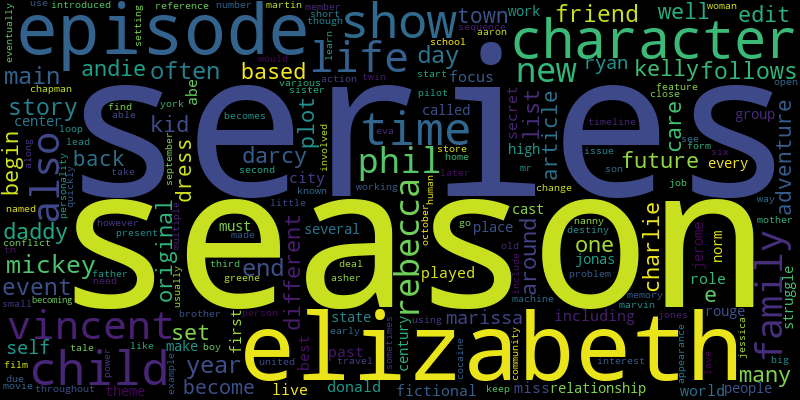 series
season
elizabeth
episode
character
show
time
life
new
child
vincent
family
also
phil
rebecca
friend
town
well
edit
main
andie
often
based
day
ryan
kelly
follows
story
kid
plot
list
article
care
future
adventure
begin
back
darcy
dress
city
high
every
group
daddy
mickey
event
original
end
different
several
played
around
one
charlie
norm
jerome
role
e
rouge
self
set
year
become
live
first
best
past
state
donald
century
marissa
including
fictional
miss
relationship
world
people
many
struggle
jessica
abe
center
secret
cast
place
jonas
must
make
theme
use
introduced
reference
number
martin
member
short
though
setting
eventually
work
woman
sequence
aaron
school
learn
various
action
twin
would
start
focus
sister
pilot
called
feature
close
open
chapman
find
able
york
becomes
loop
lead
along
personality
quickly
take
september
second
involved
eva
store
home
working
later
human
known
little
timeline
issue
see
form
six
son
job
mr
change
way
mother
named
however
present
multiple
conflict
th
father
need
becoming
small
usually
third
made
deal
asher
greene
october
go
old
include
nanny
destiny
problem
machine
memory
marvin
jones
appearance
love
big
film
tale
like
boy
brother
person
due
movie
throughout
power
example
united
travel
early
sometimes
using
cocaine
keep
community
interest